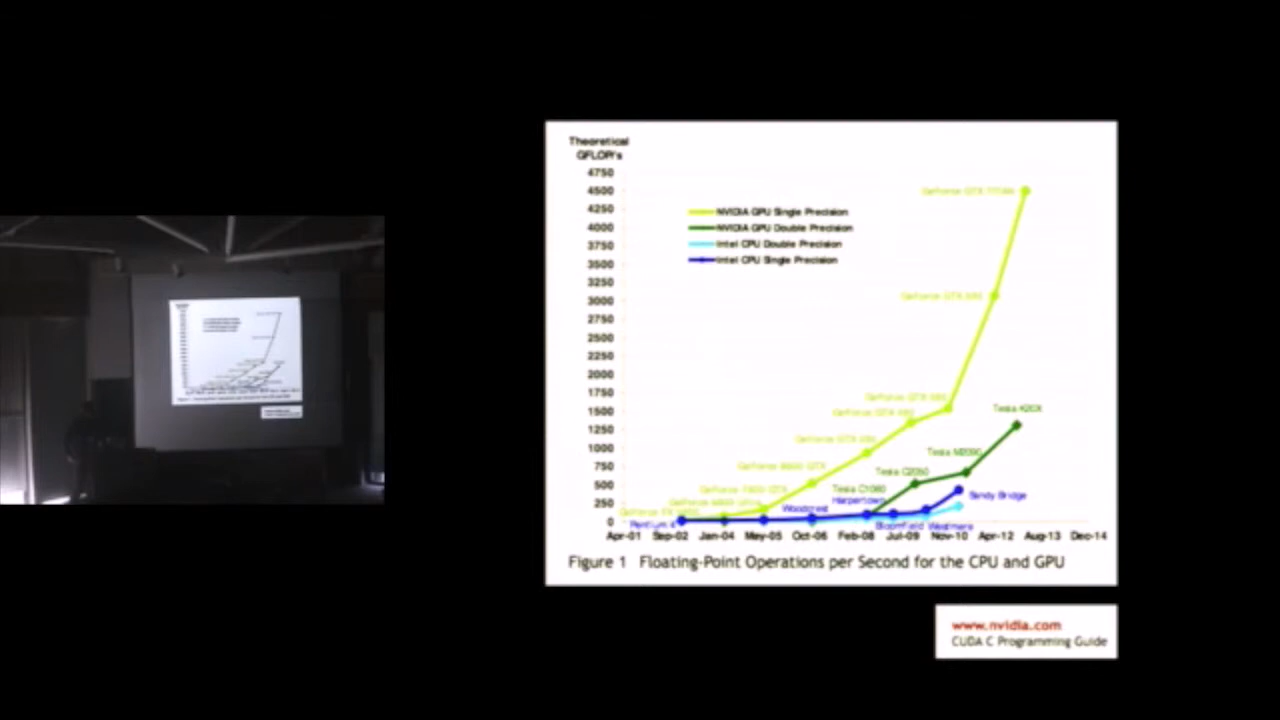 Theoretical
GFLOP/s
4750
4500
4250
4000
3750
3500
3250
3000
2750
2500
2250
2000
1750
1500
1250
1000
750
500
250
0
NVIDIA GPU Single Precision
NVIDIA GPU Double Precision
Intel CPU Double Precision
Intel CPU Single Precision
GeForce GTX
GeForce GTX 680
GeForce GTX 580
GeForce GTX 480
GeForce GTX 280
GeForce 8800 GTX
GeForce 7800 GTX
GeForce 6800 Ultra
GeForce FX
Tesla K20X
Tesla M2090
Tesla C2050
Tesla C1060
Harpertown
Woodcrest
Sandy Bridge
Pentium 4
Bloomfield Westmere
Apr-01 Sep-02 Jan-04 May-05 Oct-06 Feb-08 Jul-09 Nov-10 Apr-12 Aug-13 Dec-14
Figure 1 Floating-Point Operations per Second for the CPU and GPU
www.nvidia.com
CUDA C Programming Guide